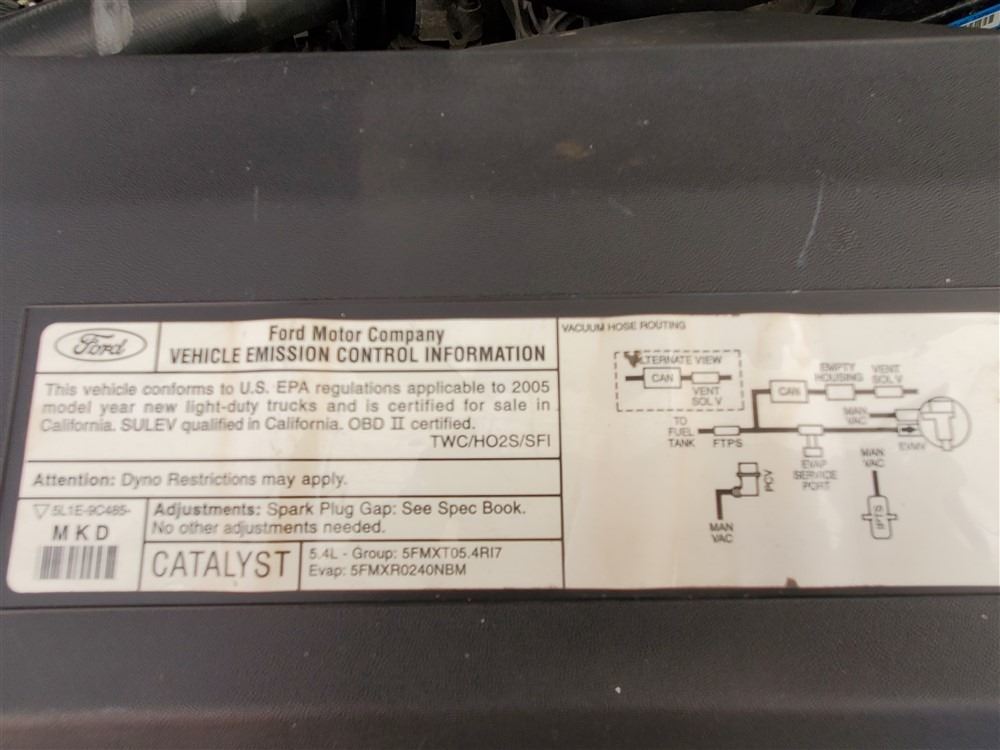 Ford
Ford Motor Company
VEHICLE EMISSION CONTROL INFORMATION
This vehicle conforms to U.S. EPA regulations applicable to 2005
model year new light-duty trucks and is certified for sale in
California. SULEV qualified in California. OBD II certified.
TWC/HO2S/SFI
Attention: Dyno Restrictions may apply.
5L1E-9C485-
MKD
Adjustments: Spark Plug Gap: See Spec Book.
No other adjustments needed.
CATALYST
5.4L - Group: 5FMXT05.4RI7
Evap: 5FMXR0240NBM
VACUUM HOSE ROUTING
LTERNATE VIEW
CAN
VENT
SOL V
CAN
EMPTY
HOUSING
VENT
SOL V
TO
FUEL
TANK
FTPS
MAN
VAC
EVMV
EVAP
SERVICE
PORT
MAN
VAC
PCV
MAN
VAC
IPTS